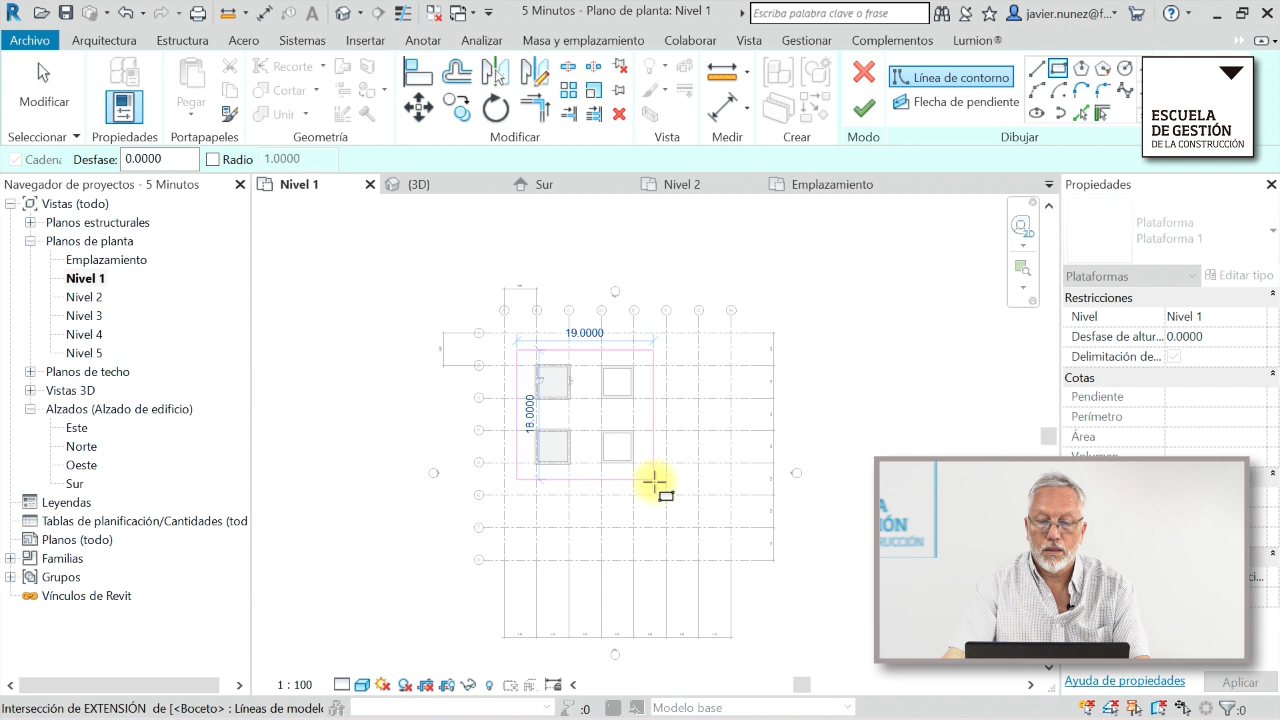 5 Minutos - Plano de planta: Nivel 1
Escriba palabra clave o frase
javier.nunez@f...
Archivo
Arquitectura
Estructura
Acero
Sistemas
Insertar
Anotar
Analizar
Masa y emplazamiento
Colaborar
Vista
Gestionar
Complementos
Lumion®
Modificar
Pegar
Recorte
Cortar
Unir
Línea de contorno
Flecha de pendiente
Seleccionar
Propiedades
Portapapeles
Geometría
Modificar
Vista
Medir
Crear
Modo
Dibujar
ESCUELA
DE GESTIÓN
DE LA CONSTRUCCIÓN
Cadena
Desfase: 0.0000
Radio
1.0000
Navegador de proyectos - 5 Minutos
Nivel 1
(3D)
Sur
Nivel 2
Emplazamiento
Propiedades
Vistas (todo)
Planos estructurales
Planos de planta
Emplazamiento
Nivel 1
Nivel 2
Nivel 3
Nivel 4
Nivel 5
Planos de techo
Vistas 3D
Alzados (Alzado de edificio)
Este
Norte
Oeste
Sur
Leyendas
Tablas de planificación/Cantidades (tod
Planos (todo)
Familias
Grupos
Vínculos de Revit
2D
19.0000
18.0000
Plataforma
Plataforma 1
Plataformas
Editar tipo
Restricciones
Nivel Nivel 1
Desfase de altur... 0.0000
Delimitación de...
Cotas
Pendiente
Perímetro
Área
Volumen
ÓN
CONSTRUCCIÓN
Ayuda de propiedades
Aplicar
1 : 100
Intersección de EXTENSIÓN de [<Boceto> : Líneas de modelo
:0
Modelo base
:0